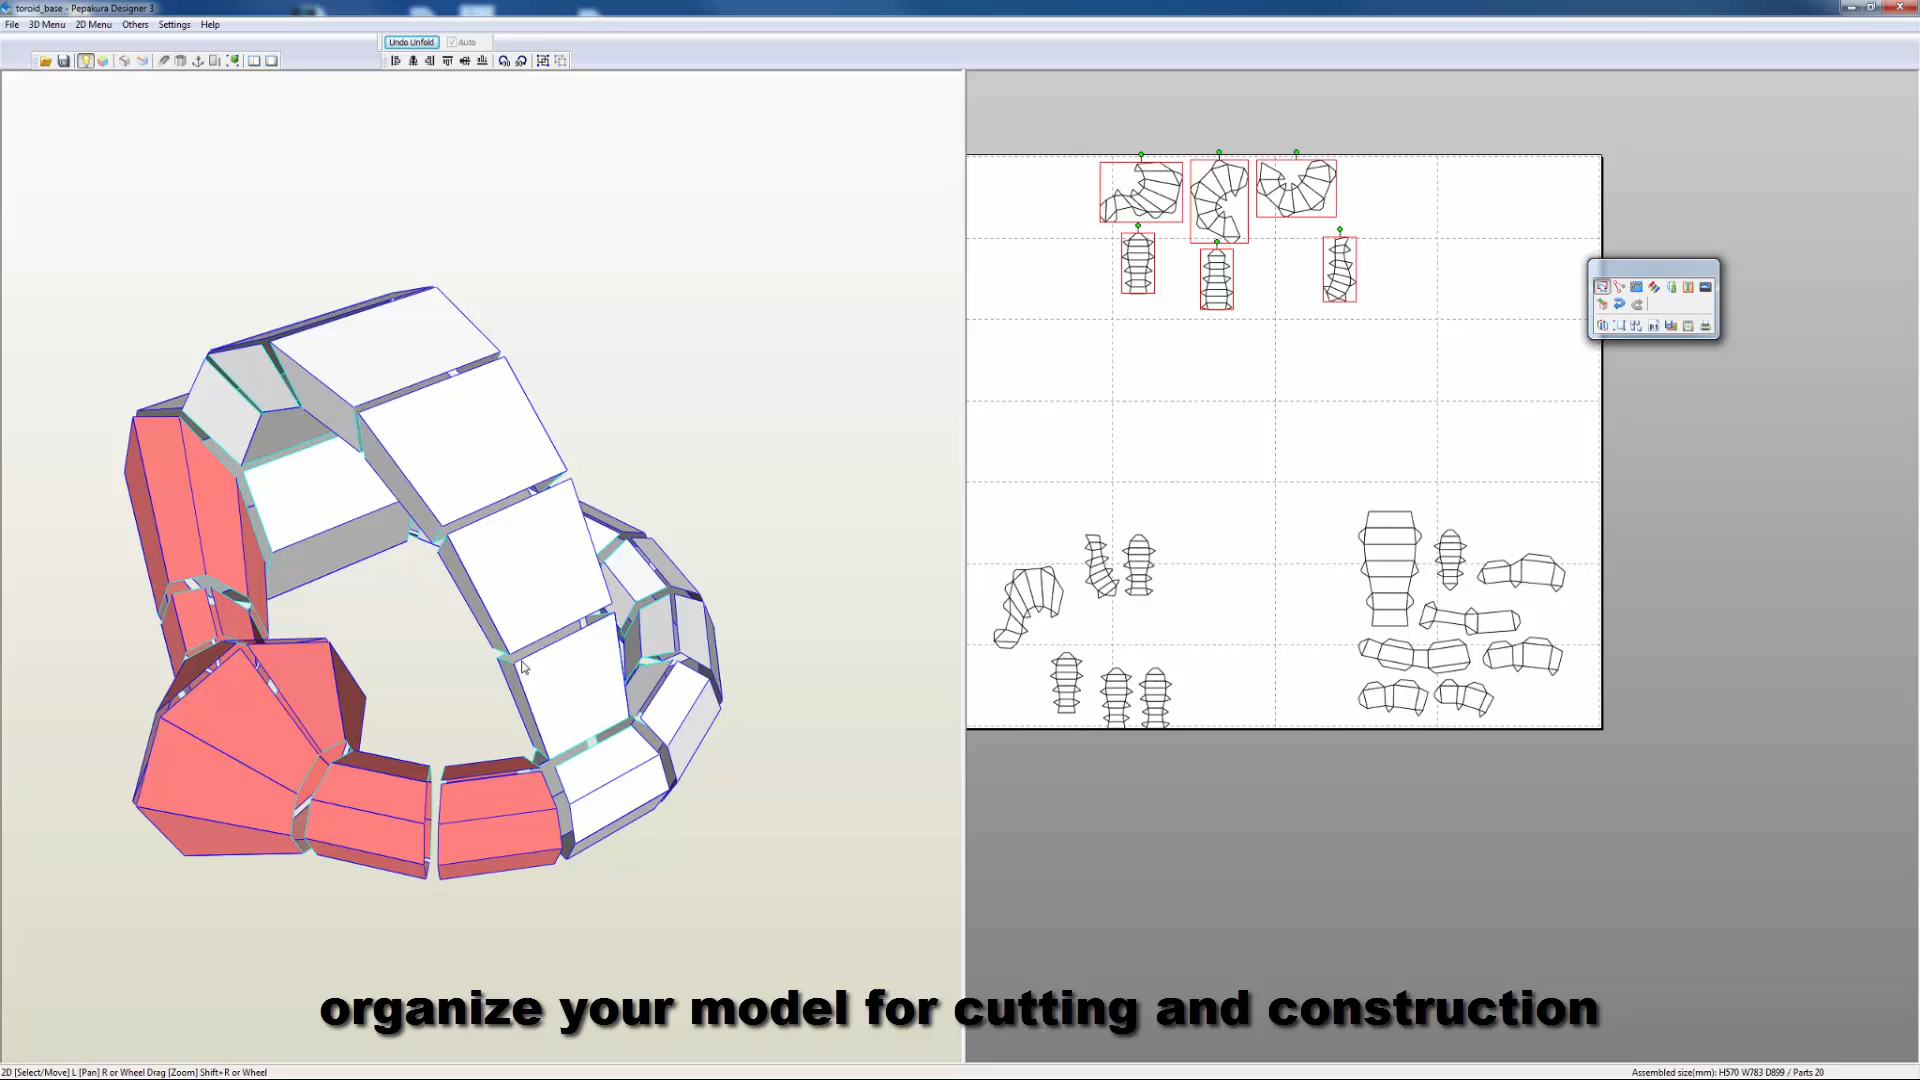 toroid_base - Pepakura Designer 3
File 3D Menu 2D Menu Others Settings Help
Undo Unfold Auto
organize your model for cutting and construction
2D [Select/Move] L [Pan] R or Wheel Drag [Zoom] Shift+R or Wheel
Assembled size(mm): H570 W783 D899 / Parts 20